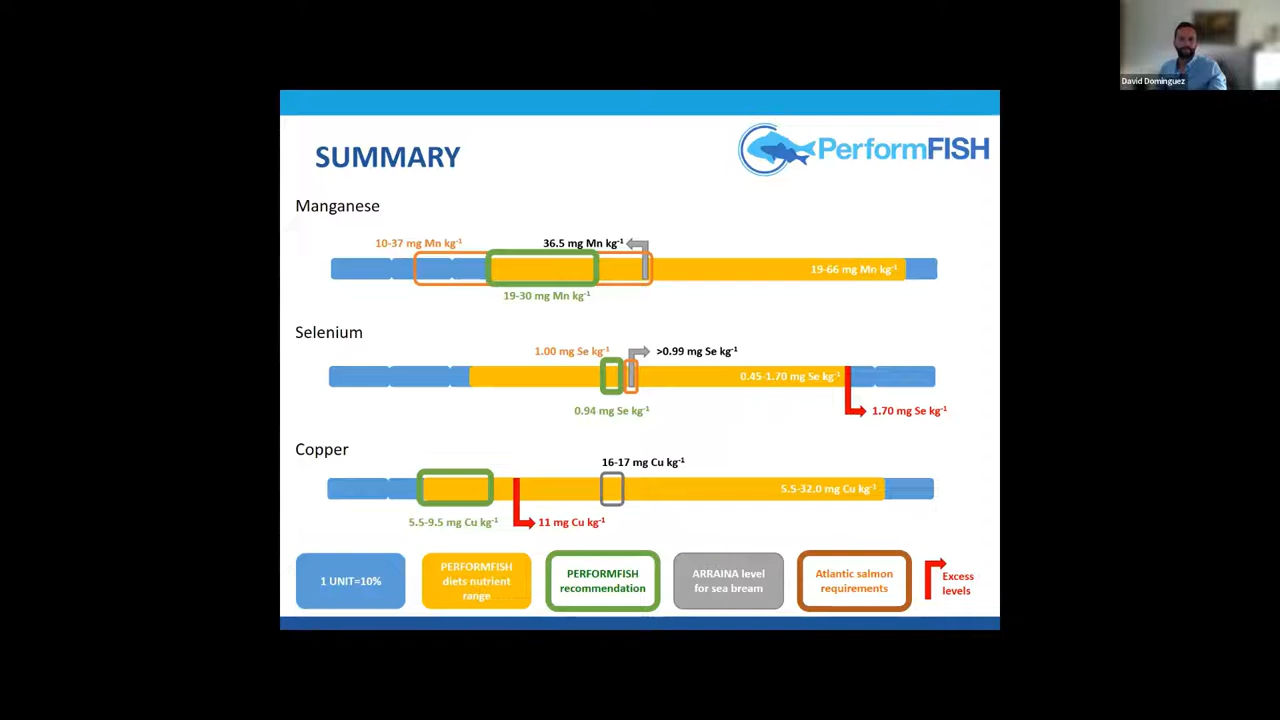 David Dominguez
SUMMARY
PerformFISH
Manganese
10-37 mg Mn kg⁻¹
36.5 mg Mn kg⁻¹
19-66 mg Mn kg⁻¹
19-30 mg Mn kg⁻¹
Selenium
1.00 mg Se kg⁻¹
>0.99 mg Se kg⁻¹
0.45-1.70 mg Se kg⁻¹
0.94 mg Se kg⁻¹
1.70 mg Se kg⁻¹
Copper
16-17 mg Cu kg⁻¹
5.5-32.0 mg Cu kg⁻¹
5.5-9.5 mg Cu kg⁻¹
11 mg Cu kg⁻¹
1 UNIT=10%
PERFORMFISH
diets nutrient
range
PERFORMFISH
recommendation
ARRAINA level
for sea bream
Atlantic salmon
requirements
Excess
levels